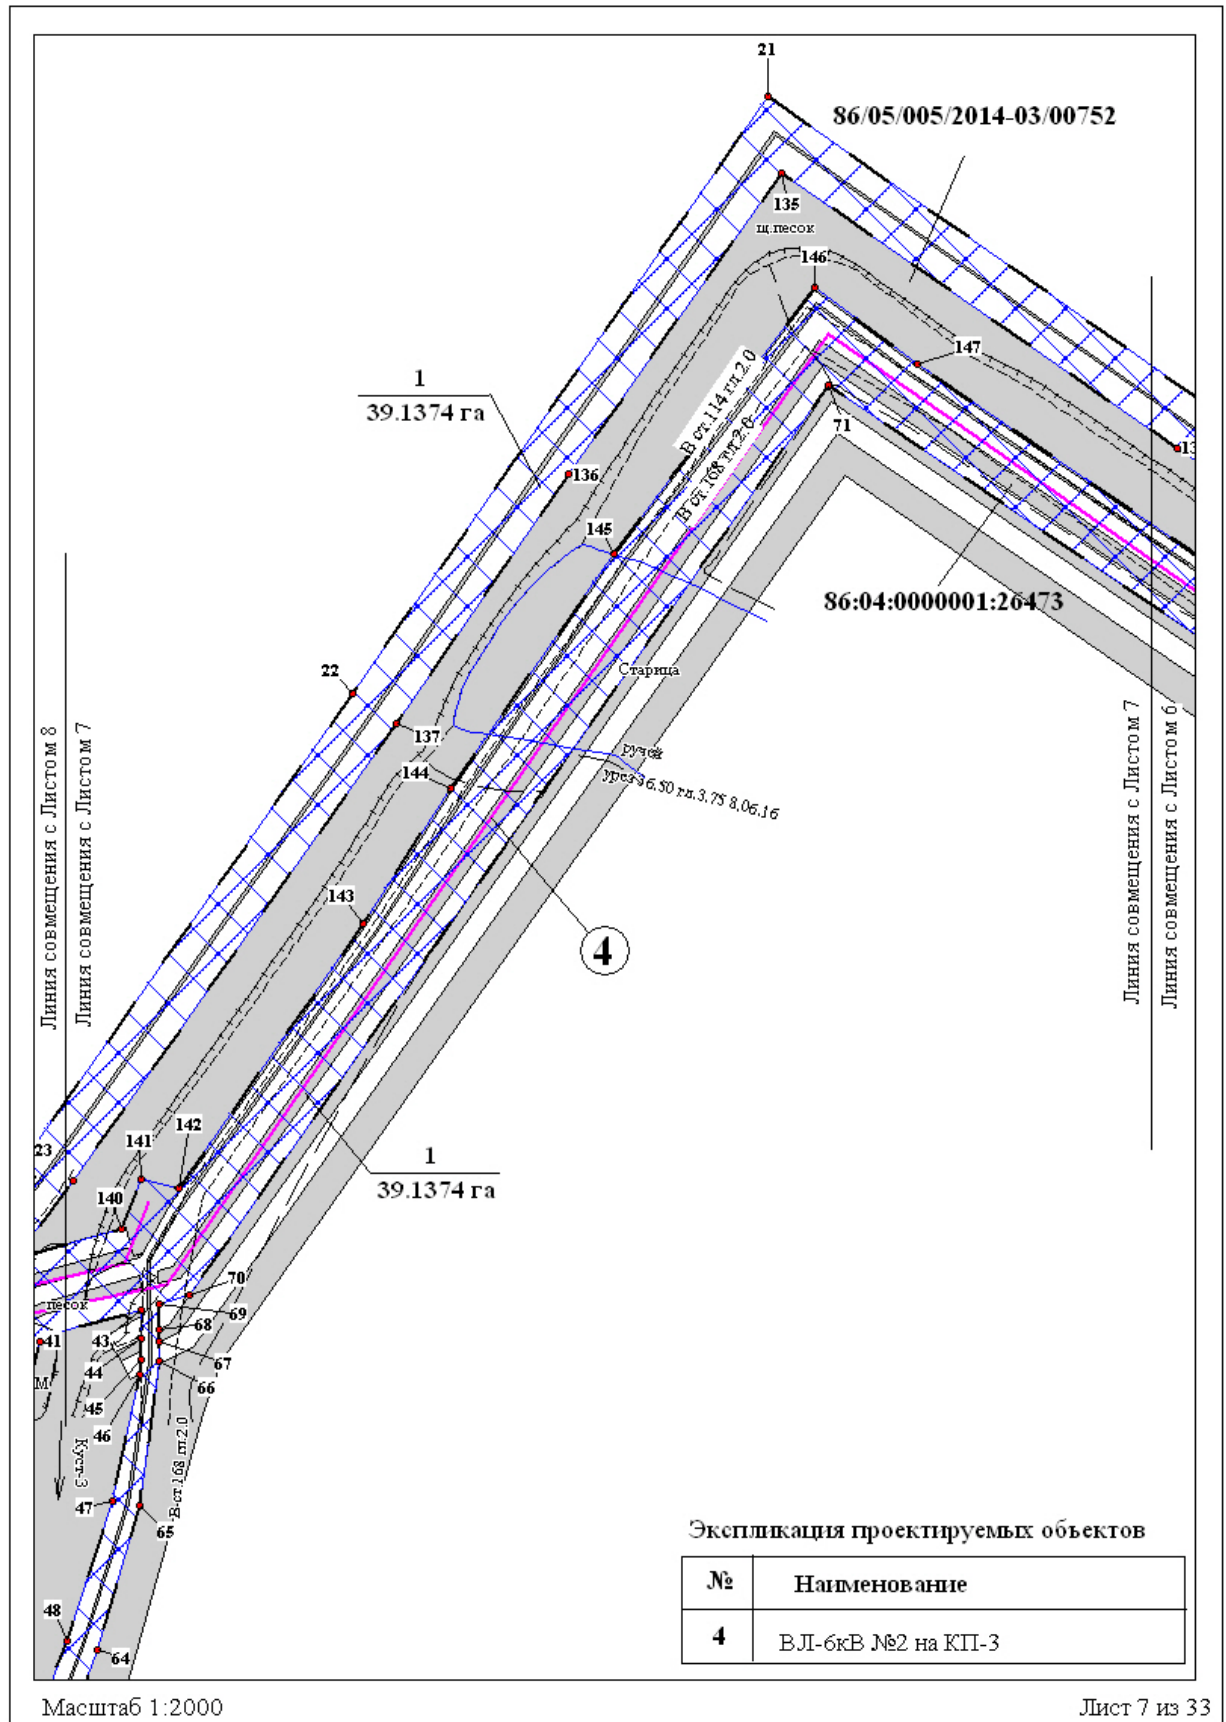 21
86/05/005/2014-03/00752
135
щ.песок
146
147
1
39.1374 га
В ст.114 гл.2.0
В ст.168 гл.2.0
71
13
136
145
86:04:0000001:26473
Старица
22
137
ручей
144
урез 36.50 гл.3.75 8.06.16
Линия совмещения с Листом 8
Линия совмещения с Листом 7
Линия совмещения с Листом 7
Линия совмещения с Листом 6
143
4
142
141
23
1
39.1374 га
140
70
песок
69
68
41
43
67
44
66
М
45
46
Куст-3
В-ст.168 гл.2.0
47
65
48
64
Экспликация проектируемых объектов
№ Наименование
4 ВЛ-6кВ №2 на КП-3
Масштаб 1:2000
Лист 7 из 33